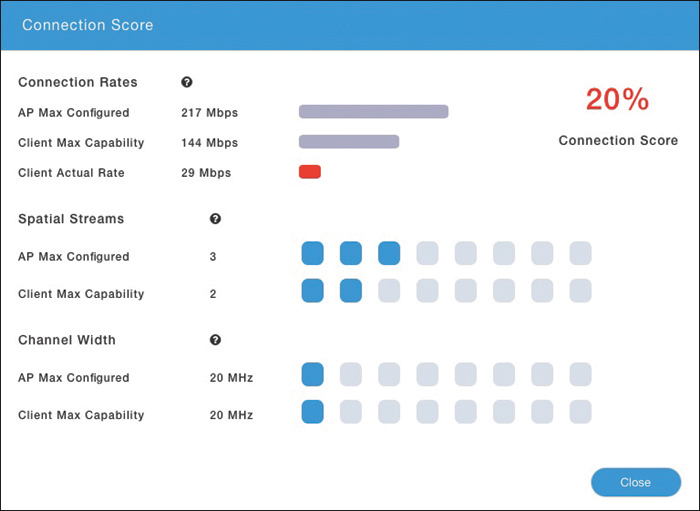 Connection Score
Connection Rates ?
AP Max Configured 217 Mbps
Client Max Capability 144 Mbps
Client Actual Rate 29 Mbps
20%
Connection Score
Spatial Streams ?
AP Max Configured 3
Client Max Capability 2
Channel Width ?
AP Max Configured 20 MHz
Client Max Capability 20 MHz
Close